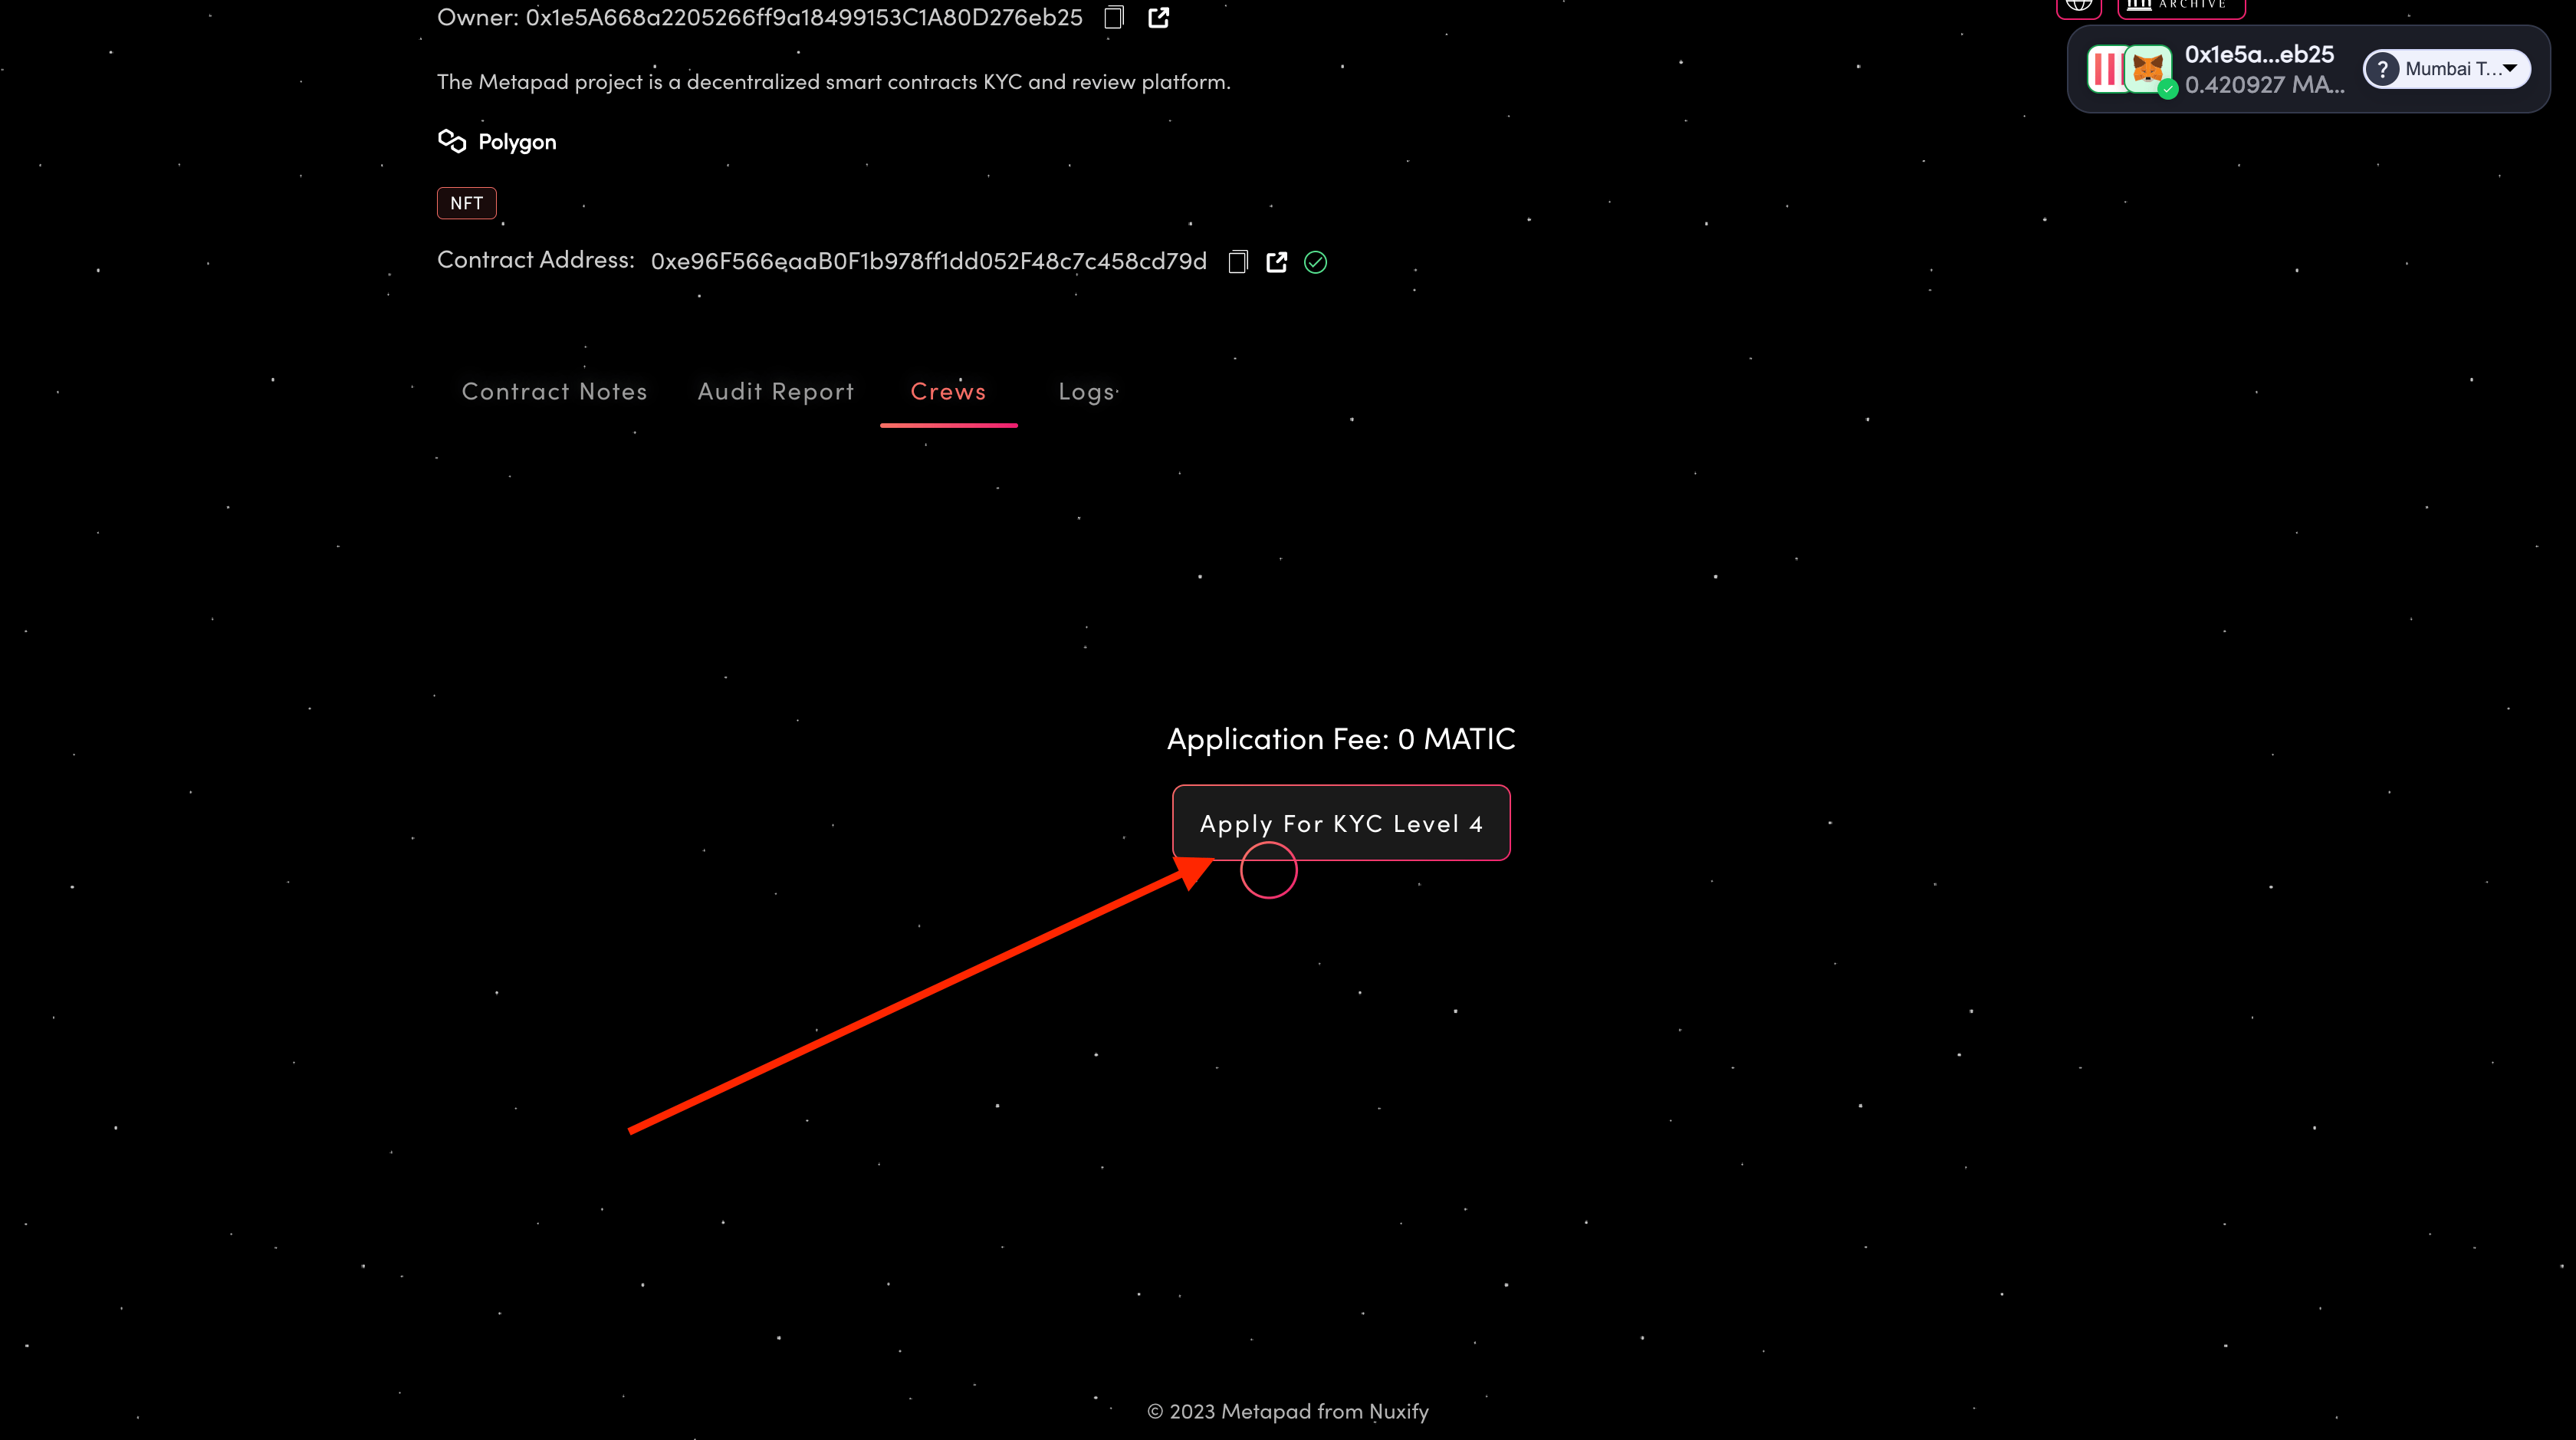 Owner: 0x1e5A668a2205266ff9a18499153C1A80D276eb25
ARCHIVE
0x1e5a...eb25
0.420927 MA...
? Mumbai T...
The Metapad project is a decentralized smart contracts KYC and review platform.
Polygon
NFT
Contract Address: 0xe96F566eaaB0F1b978ff1dd052F48c7c458cd79d
Contract Notes Audit Report Crews Logs
Application Fee: 0 MATIC
Apply For KYC Level 4
© 2023 Metapad from Nuxify